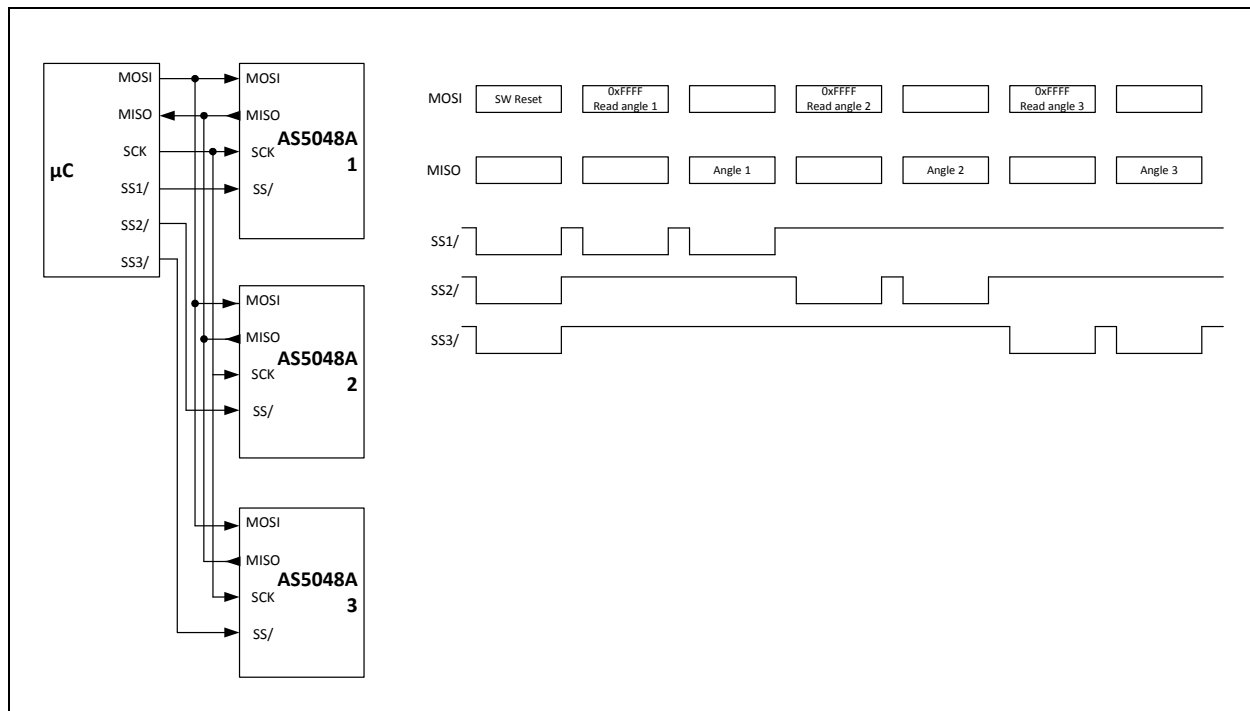 µC
MOSI
MISO
SCK
SS1/
SS2/
SS3/
MOSI
MISO
SCK
SS/
AS5048A
1
MOSI
MISO
SCK
SS/
AS5048A
2
MOSI
MISO
SCK
SS/
AS5048A
3
MOSI
SW Reset
0xFFFF
Read angle 1
0xFFFF
Read angle 2
0xFFFF
Read angle 3
MISO
Angle 1
Angle 2
Angle 3
SS1/
SS2/
SS3/